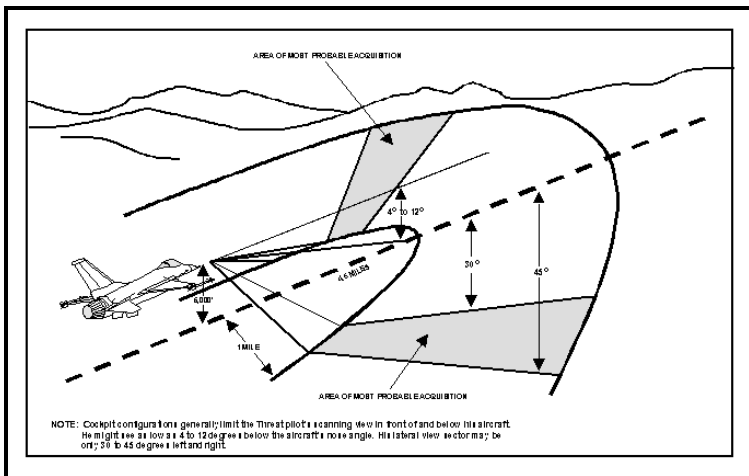 AREA OF MOST PROBABLE ACQUISITION
4° to 12°
4.6 MILES
30°
45°
6,000'
1 MILE
AREA OF MOST PROBABLE ACQUISITION
NOTE: Cockpit configurations generally limit the Threat pilot's scanning view in front of and below his aircraft.
He might see as low as 4 to 12 degrees below the aircraft's nose angle. His lateral view sector may be
only 30 to 45 degrees left and right.